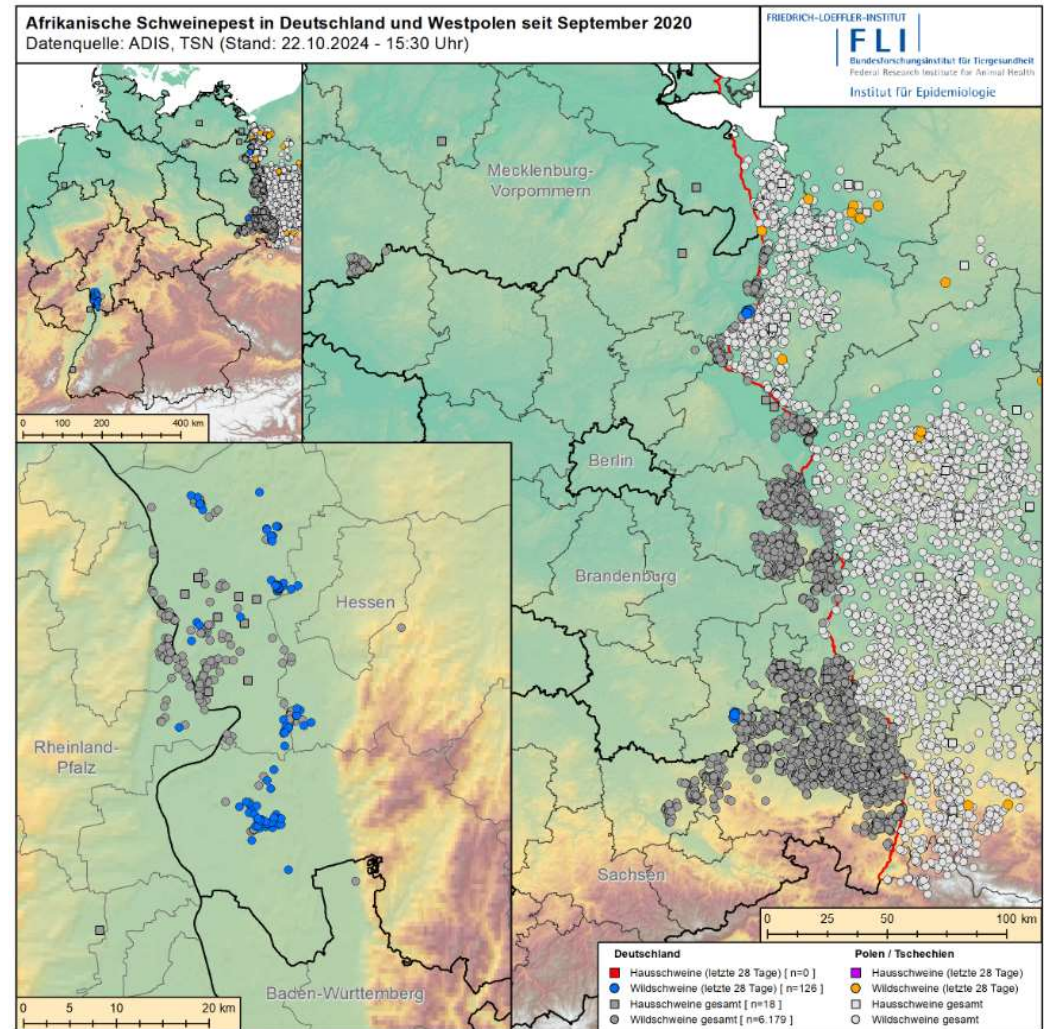 Afrikanische Schweinepest in Deutschland und Westpolen seit September 2020
Datenquelle: ADIS, TSN (Stand: 22.10.2024 - 15:30 Uhr)
FRIEDRICH-LOEFFLER-INSTITUT
FLI
Bundesforschungsinstitut für Tiergesundheit
Federal Research Institute for Animal Health
Institut für Epidemiologie
Mecklenburg-
Vorpommern
Berlin
Brandenburg
Sachsen
0 100 200 400 km
Hessen
Rheinland-
Pfalz
Baden-Württemberg
0 5 10 20 km
0 25 50 100 km
Deutschland
Hausschweine (letzte 28 Tage) [ n=0 ]
Wildschweine (letzte 28 Tage) [ n=126 ]
Hausschweine gesamt [ n=18 ]
Wildschweine gesamt [ n=6.179 ]
Polen / Tschechien
Hausschweine (letzte 28 Tage)
Wildschweine (letzte 28 Tage)
Hausschweine gesamt
Wildschweine gesamt